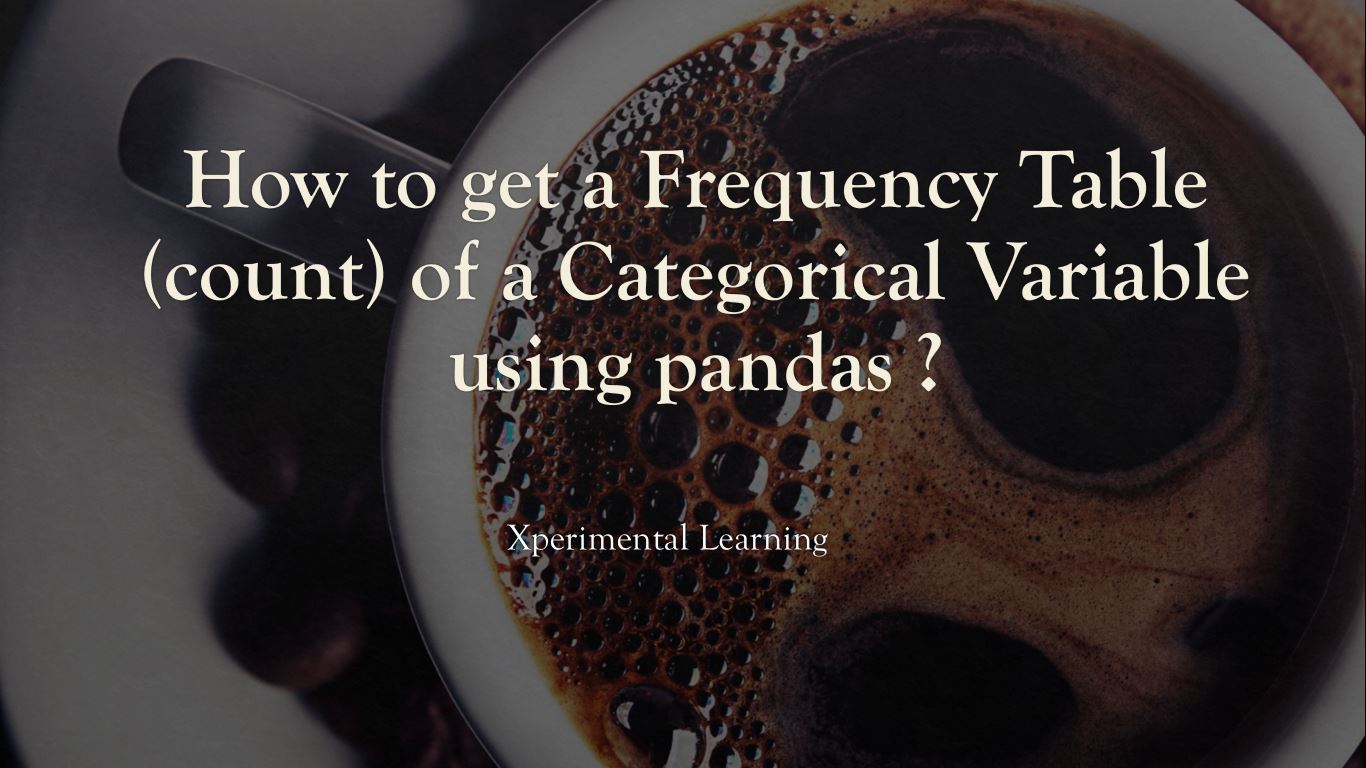 How to get a Frequency Table
(count) of a Categorical Variable
using pandas ?
Xperimental Learning